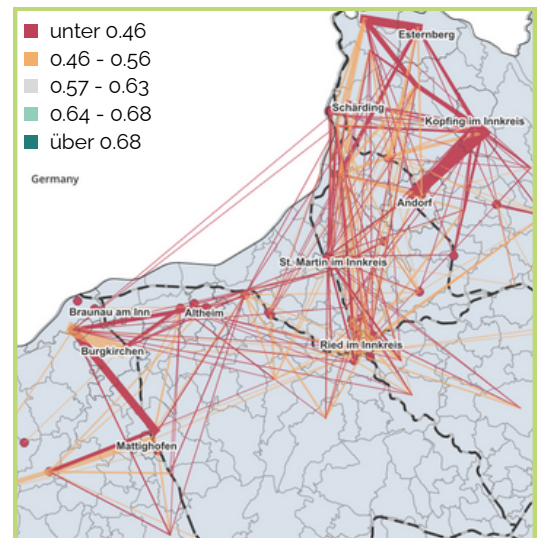 unter 0.46
0.46 - 0.56
0.57 - 0.63
0.64 - 0.68
über 0.68
Esternberg
Schärding
Kopfing im Innkreis
Germany
Andorf
St. Martin im Innkreis
Braunau am Inn
Altheim
Ried im Innkreis
Burgkirchen
Mattighofen